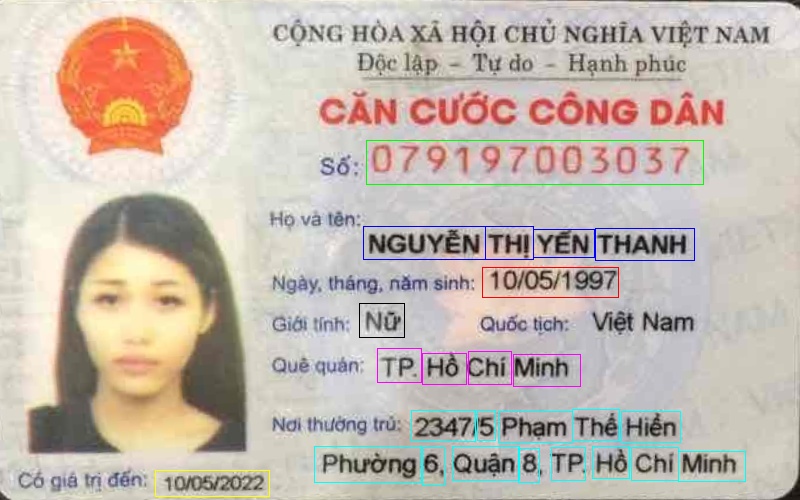 CỘNG HÒA XÃ HỘI CHỦ NGHĨA VIỆT NAM
Độc lập - Tự do - Hạnh phúc
CĂN CƯỚC CÔNG DÂN
Số: 079197003037
Họ và tên:
NGUYỄN THỊ YẾN THANH
Ngày, tháng, năm sinh: 10/05/1997
Giới tính: Nữ Quốc tịch: Việt Nam
Quê quán: TP. Hồ Chí Minh
Nơi thường trú: 2347/5 Phạm Thế Hiển
Phường 6, Quận 8, TP. Hồ Chí Minh
Có giá trị đến: 10/05/2022